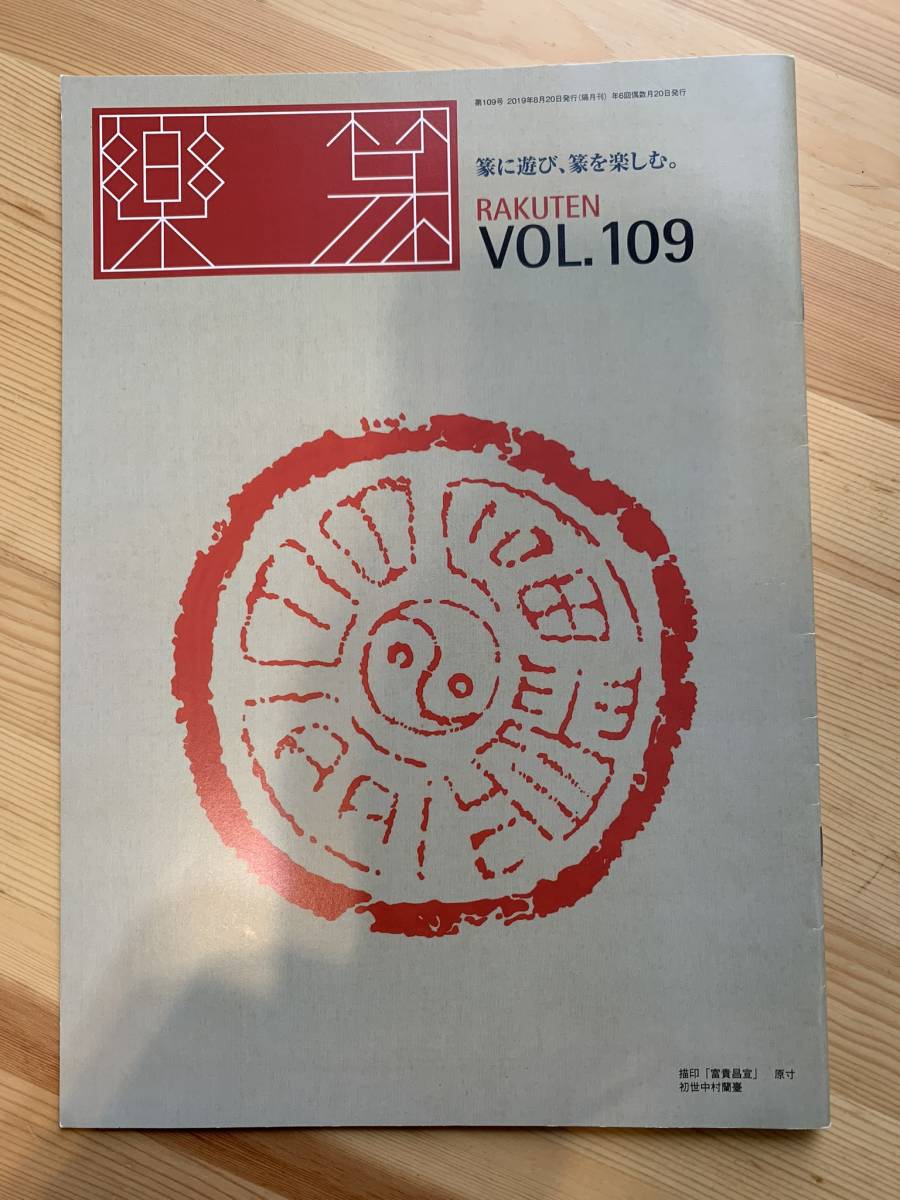 第109号 2019年8月20日発行(隔月刊) 年6回偶数月20日発行
楽篆
篆に遊び、篆を楽しむ。
RAKUTEN
VOL.109
描印「富貴昌宣」 原寸
初世中村蘭臺